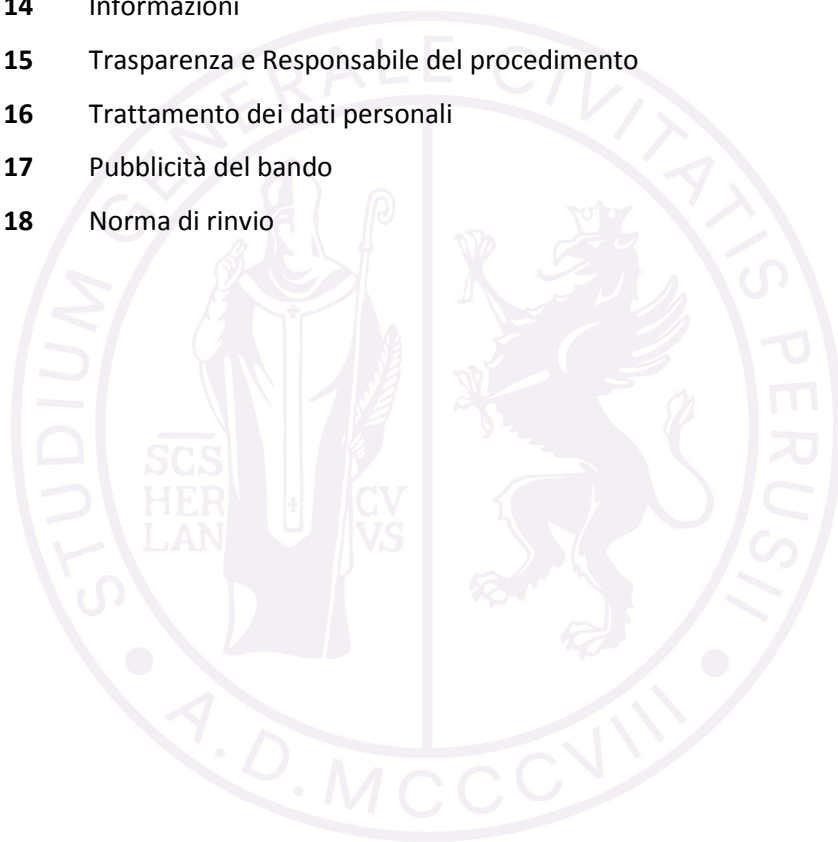 14 Informazioni
15 Trasparenza e Responsabile del procedimento
16 Trattamento dei dati personali
17 Pubblicità del bando
18 Norma di rinvio
STUDIUM GENERALE CIVITATIS PERUSII
SCS
HER
LAN
CV
VS
• A.D. MCCCVIII •